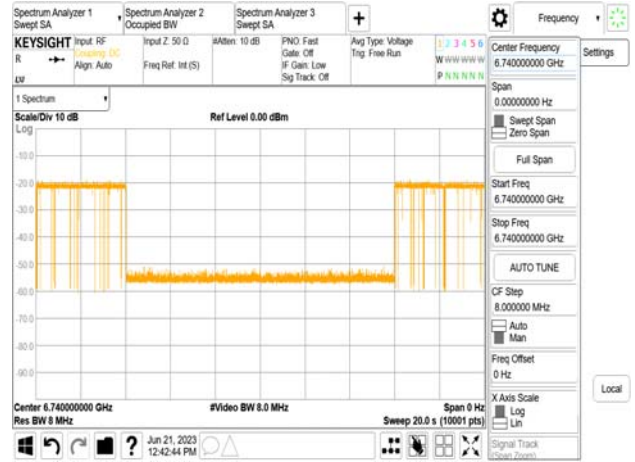 Spectrum Analyzer 1
Swept SA
Spectrum Analyzer 2
Occupied BW
Spectrum Analyzer 3
Swept SA
Frequency
KEYSIGHT
R
Input: RF
Coupling: DC
Align: Auto
Input Z: 50 Ω
Freq Ref: Int (S)
#Atten: 10 dB
PNO: Fast
Gate: Off
IF Gain: Low
Sig Track: Off
Avg Type: Voltage
Trig: Free Run
1 2 3 4 5 6
W W W W W W
P N N N N N
1 Spectrum
Scale/Div 10 dB
Ref Level 0.00 dBm
Log
-10.0
-20.0
-30.0
-40.0
-50.0
-60.0
-70.0
-80.0
-90.0
Center 6.740000000 GHz
#Video BW 8.0 MHz
Span 0 Hz
Res BW 8 MHz
Sweep 20.0 s (10001 pts)
Jun 21, 2023
12:42:44 PM
Center Frequency
6.740000000 GHz
Settings
Span
0.00000000 Hz
Swept Span
Zero Span
Full Span
Start Freq
6.740000000 GHz
Stop Freq
6.740000000 GHz
AUTO TUNE
CF Step
8.000000 MHz
Auto
Man
Freq Offset
0 Hz
X Axis Scale
Log
Lin
Signal Track
(Span Zoom)
Local